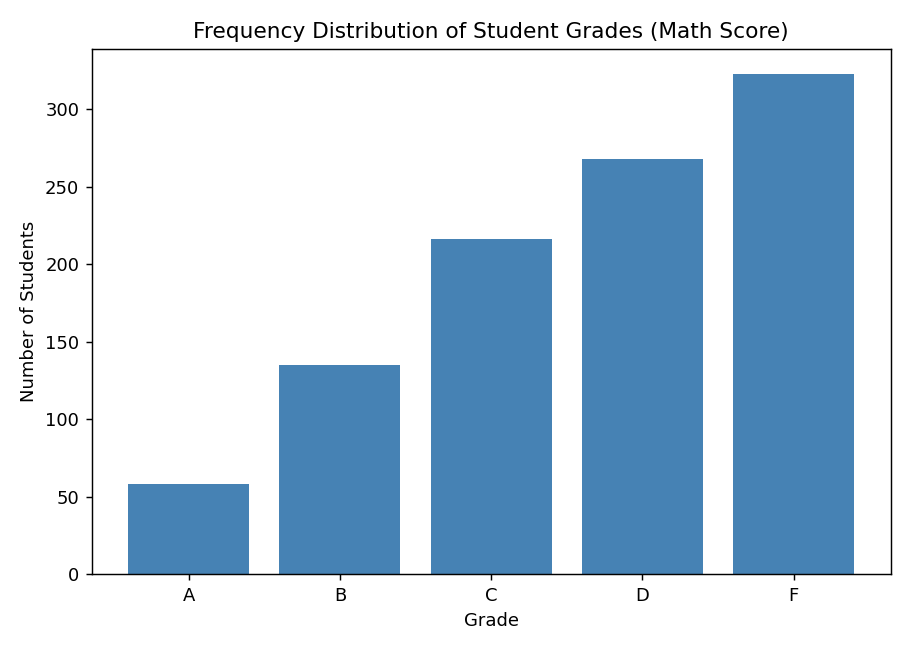 Frequency Distribution of Student Grades (Math Score)
Number of Students
300
250
200
150
100
50
0
A B C D F
Grade